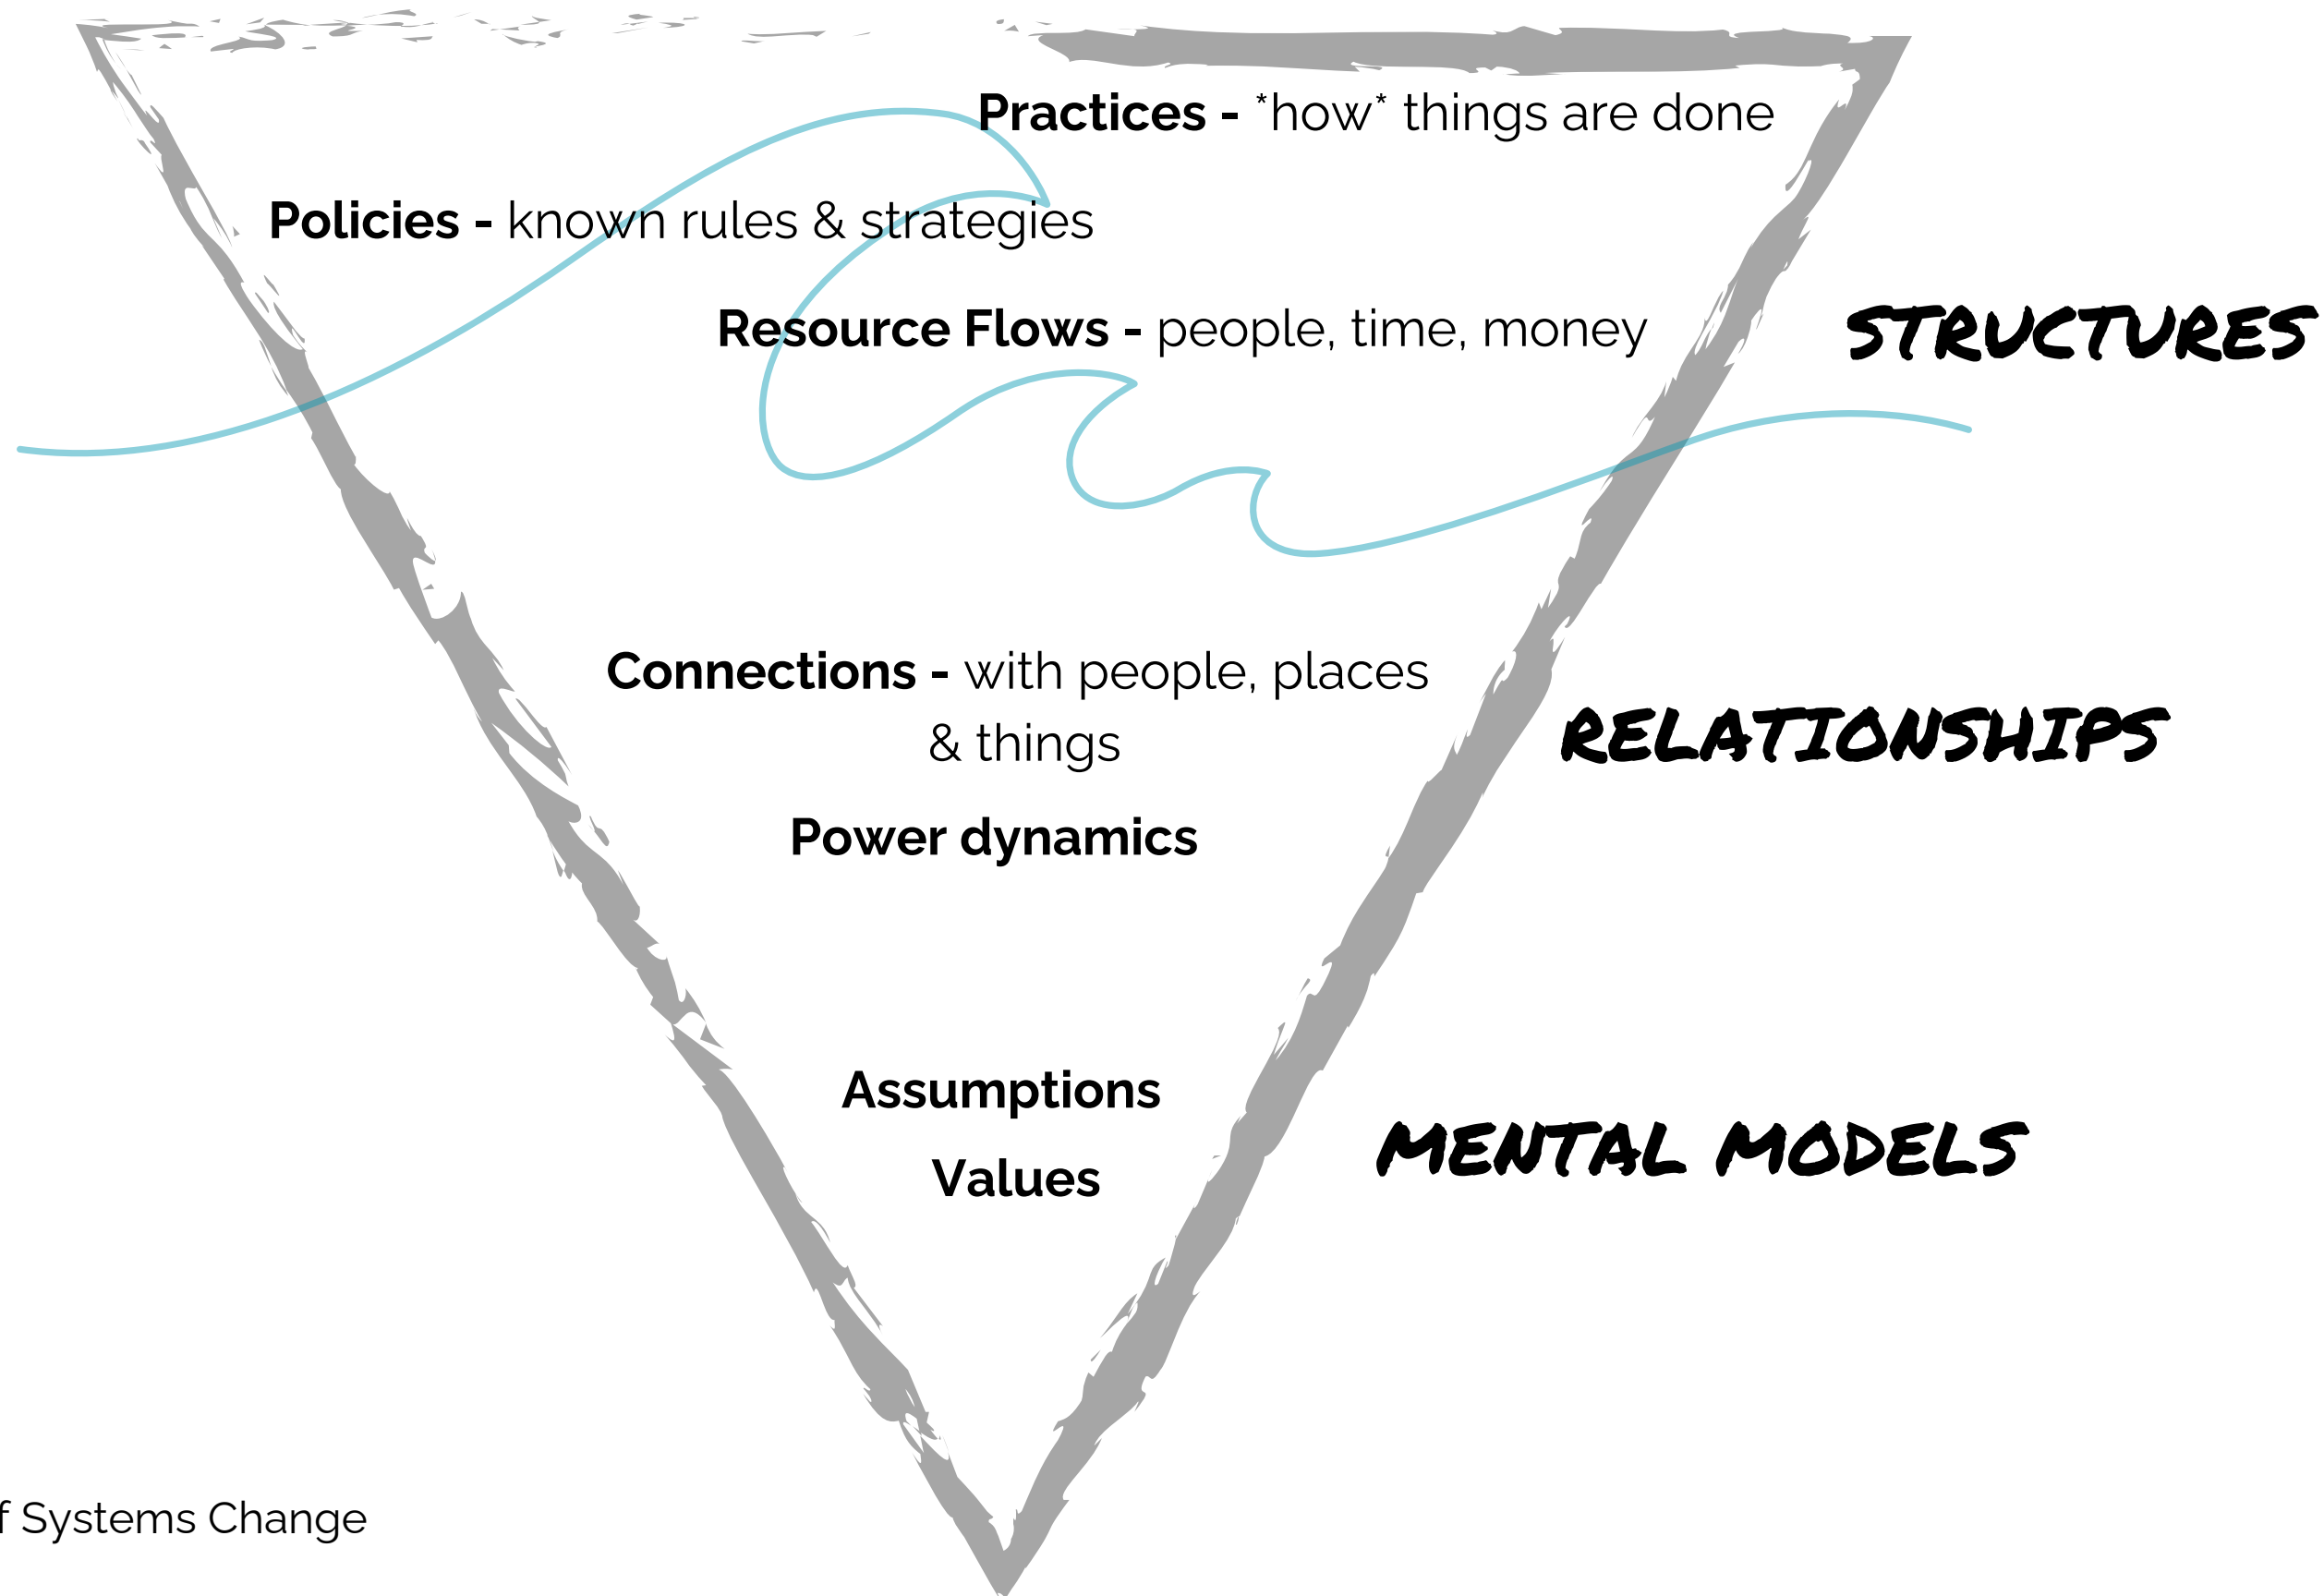 Practices - *how* things are done
Policies - known rules & strategies
Resource Flows - people, time, money
STRUCTURES
Connections - with people, places
& things
RELATIONSHIPS
Power dynamics
Assumptions
MENTAL MODELS
Values
f Systems Change